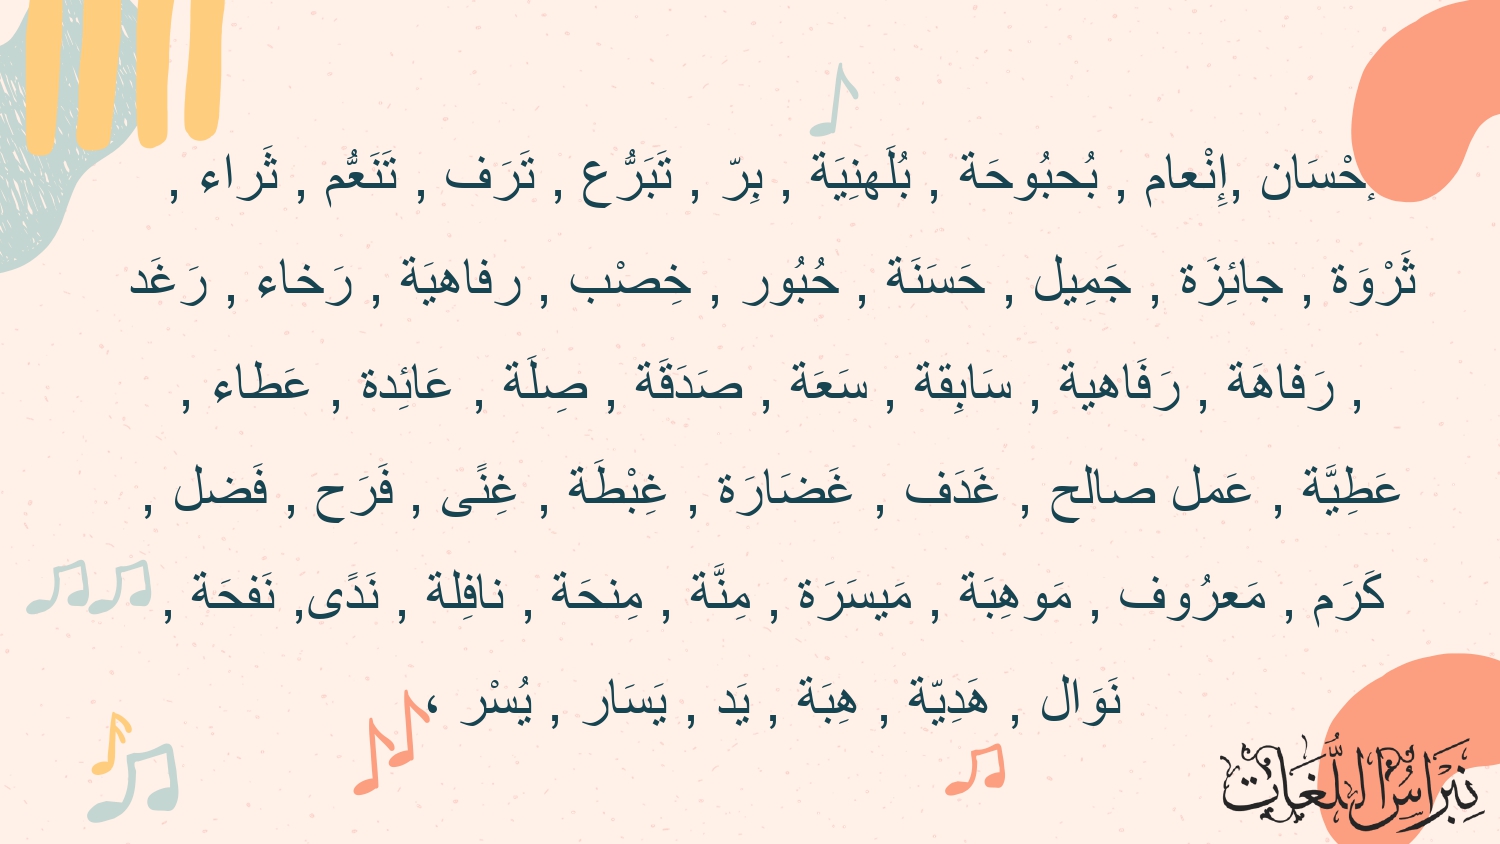 إحْسَان ,إِنْعام , بُحبُوحَة , بُلَهنِيَة , بِرّ , تَبَرُّع , تَرَف , تَنَعُّم , ثَراء ,
ثَرْوَة , جائِزَة , جَمِيل , حَسَنَة , حُبُور , خِصْب , رفاهيَة , رَخاء , رَغَد
, رَفاهَة , رَفَاهية , سَابِقة , سَعَة , صَدَقَة , صِلَة , عَائِدة , عَطاء ,
عَطِيَّة , عَمل صالح , غَدَف , غَضَارَة , غِبْطَة , غِنًى , فَرَح , فَضل ,
كَرَم , مَعرُوف , مَوهِبَة , مَيسَرَة , مِنَّة , مِنحَة , نافِلة , نَدًى, نَفحَة ,
نَوَال , هَدِيّة , هِبَة , يَد , يَسَار , يُسْر ،
نِبْرَاسُ اللُّغَات